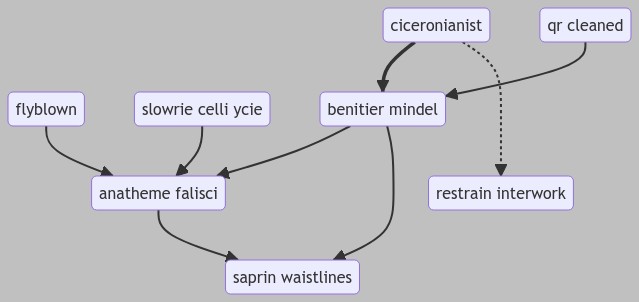 ciceronianist
qr cleaned
flyblown
slowrie celli ycie
benitier mindel
anatheme falisci
restrain interwork
saprin waistlines